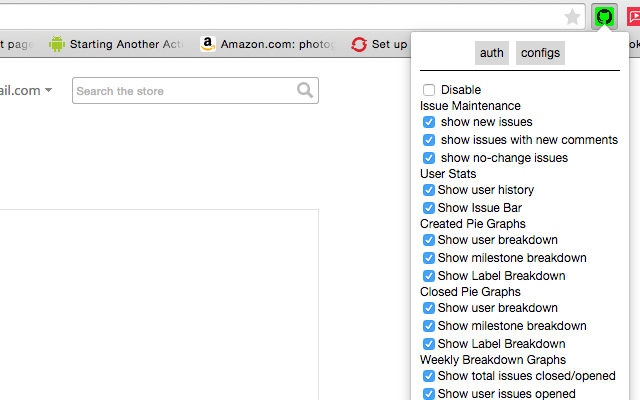 t page
Starting Another Act
Amazon.com: photog
Set up
ok
auth configs
ail.com
Search the store
Disable
Issue Maintenance
show new issues
show issues with new comments
show no-change issues
User Stats
Show user history
Show Issue Bar
Created Pie Graphs
Show user breakdown
Show milestone breakdown
Show Label Breakdown
Closed Pie Graphs
Show user breakdown
Show milestone breakdown
Show Label Breakdown
Weekly Breakdown Graphs
Show total issues closed/opened
Show user issues opened